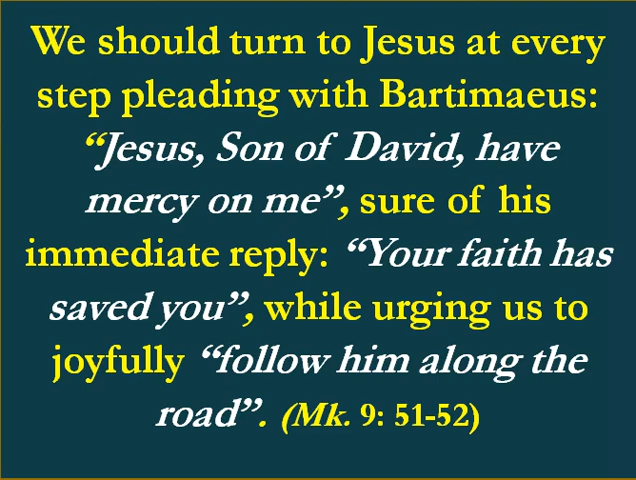 We should turn to Jesus at every
step pleading with Bartimaeus:
“Jesus, Son of David, have
mercy on me”, sure of his
immediate reply: “Your faith has
saved you”, while urging us to
joyfully “follow him along the
road”. (Mk. 9: 51-52)